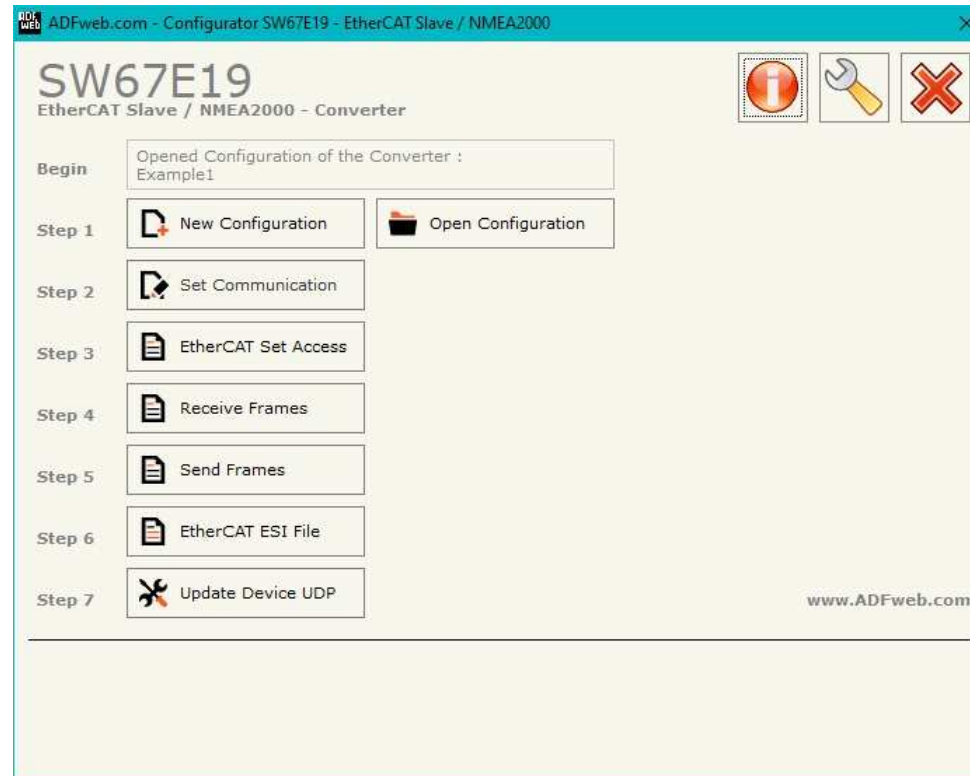 ADFweb.com - Configurator SW67E19 - EtherCAT Slave / NMEA2000
SW67E19
EtherCAT Slave / NMEA2000 - Converter
Begin
Opened Configuration of the Converter :
Example1
Step 1
New Configuration
Open Configuration
Step 2
Set Communication
Step 3
EtherCAT Set Access
Step 4
Receive Frames
Step 5
Send Frames
Step 6
EtherCAT ESI File
Step 7
Update Device UDP
www.ADFweb.com